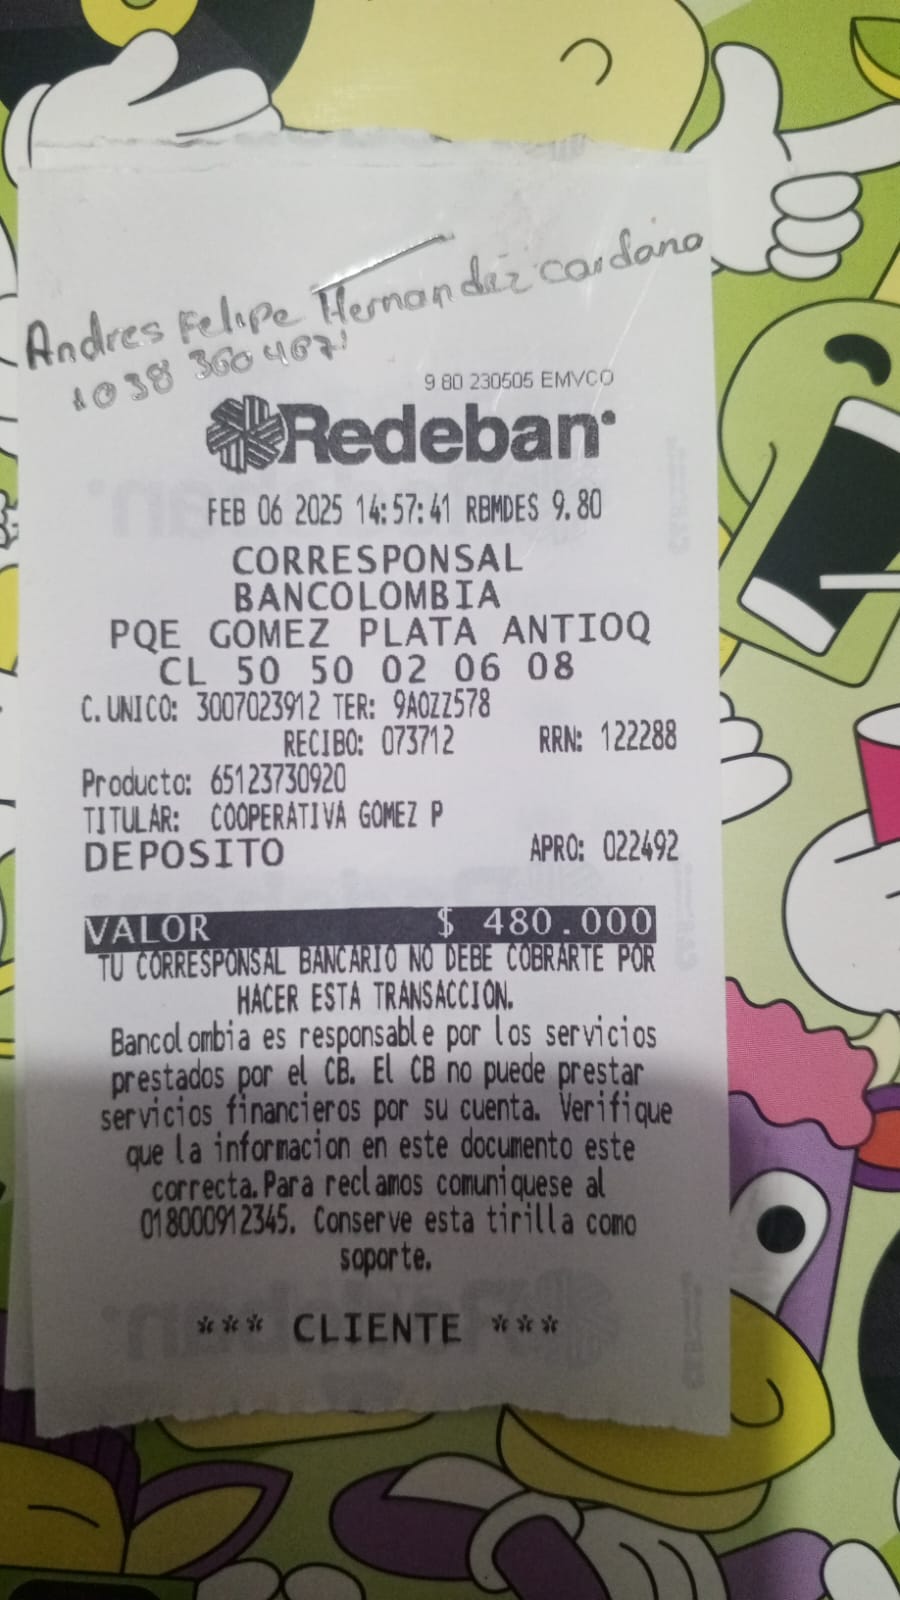 Andres Felipe Hernandez Cardona
1038 360 467
9 80 230505 EMVCO
Redeban
FEB 06 2025 14:57:41 RBMDES 9.80
CORRESPONSAL
BANCOLOMBIA
PQE GOMEZ PLATA ANTIOQ
CL 50 50 02 06 08
C.UNICO: 3007023912 TER: 9A0ZZ578
RECIBO: 073712 RRN: 122288
Producto: 65123730920
TITULAR: COOPERATIVA GOMEZ P
DEPOSITO APRO: 022492
VALOR $ 480.000
TU CORRESPONSAL BANCARIO NO DEBE COBRARTE POR
HACER ESTA TRANSACCION.
Bancolombia es responsable por los servicios
prestados por el CB. El CB no puede prestar
servicios financieros por su cuenta. Verifique
que la informacion en este documento este
correcta.Para reclamos comuniquese al
018000912345. Conserve esta tirilla como
soporte.
*** CLIENTE ***